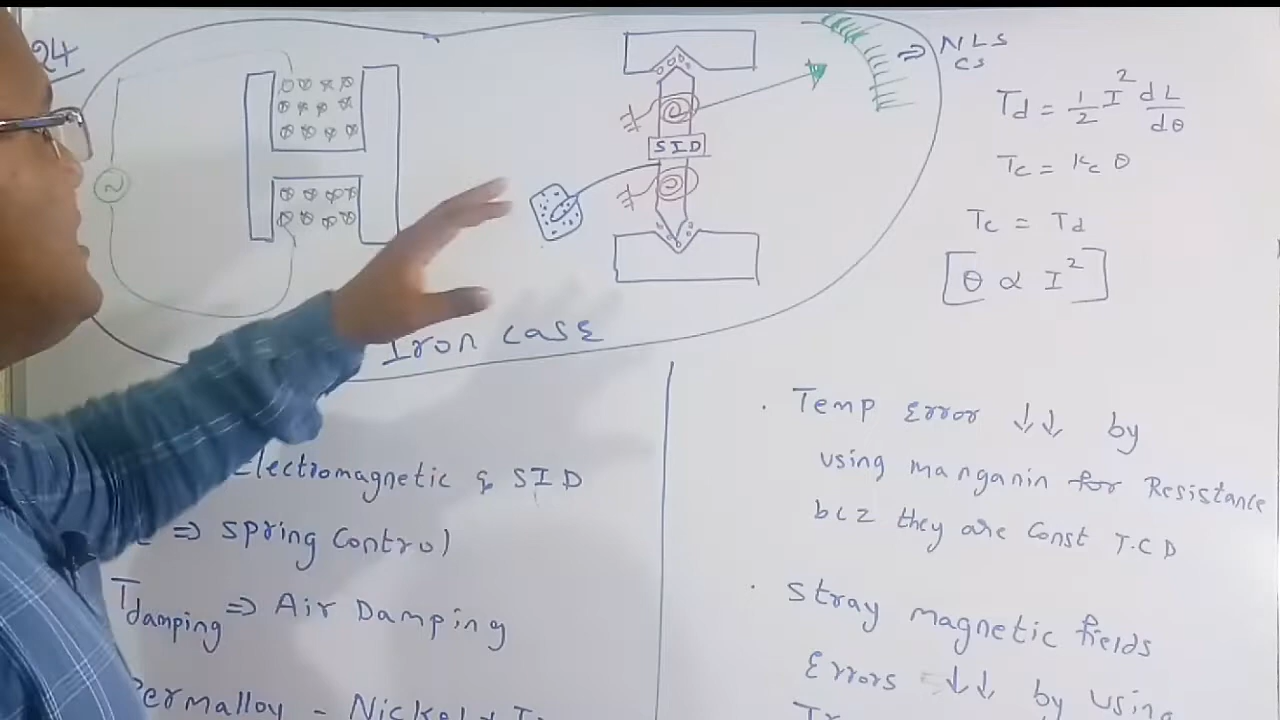 24
SID
Iron case
⇒ NLS
CS
Td = 1/2 I² dL/dθ
Tc = Kc θ
Tc = Td
[θ ∝ I²]
Electromagnetic & SID
⇒ Spring Control
Tdamping ⇒ Air Damping
Permalloy - Nickel
. Temp Error ↓↓ by
using manganin for Resistance
bcz they are Const T.C D
. Stray magnetic fields
Errors ↓↓ by using